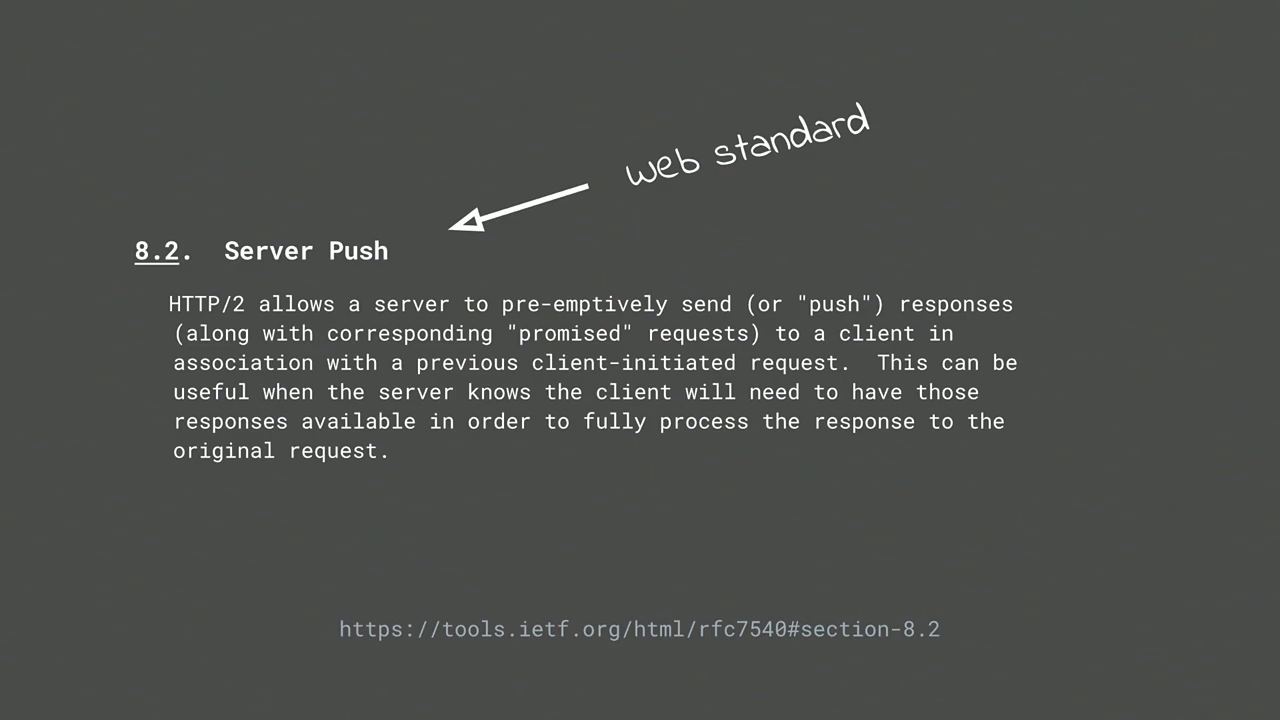 web standard
8.2.  Server Push
HTTP/2 allows a server to pre-emptively send (or "push") responses
(along with corresponding "promised" requests) to a client in
association with a previous client-initiated request.  This can be
useful when the server knows the client will need to have those
responses available in order to fully process the response to the
original request.
https://tools.ietf.org/html/rfc7540#section-8.2